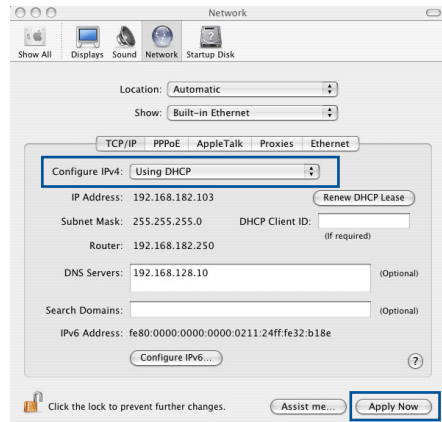 Network
Show All Displays Sound Network Startup Disk
Location: Automatic
Show: Built-in Ethernet
TCP/IP PPPoE AppleTalk Proxies Ethernet
Configure IPv4: Using DHCP
IP Address: 192.168.182.103 Renew DHCP Lease
Subnet Mask: 255.255.255.0 DHCP Client ID:
(If required)
Router: 192.168.182.250
DNS Servers: 192.168.128.10 (Optional)
Search Domains: (Optional)
IPv6 Address: fe80:0000:0000:0000:0211:24ff:fe32:b18e
Configure IPv6... ?
Click the lock to prevent further changes. Assist me... Apply Now